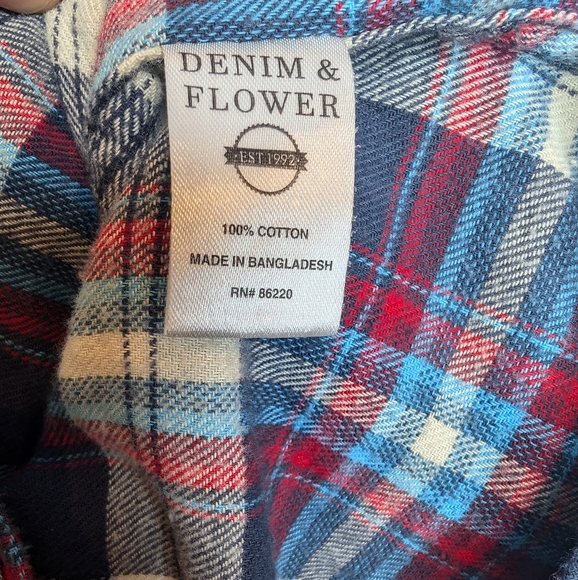 DENIM &
FLOWER
EST 1992
100% COTTON
MADE IN BANGLADESH
RN# 86220